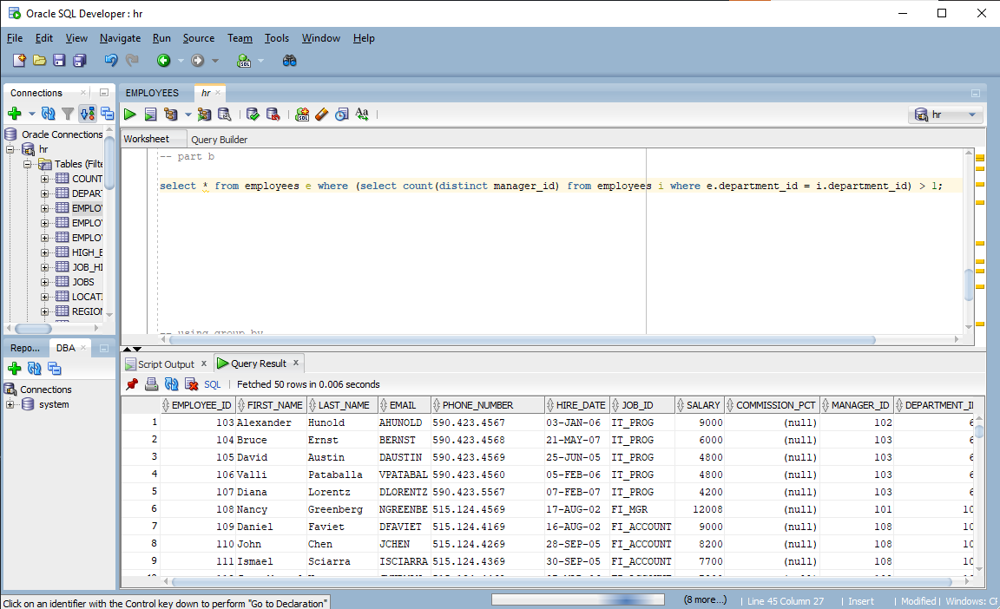 Oracle SQL Developer : hr
File Edit View Navigate Run Source Team Tools Window Help
Connections
EMPLOYEES
hr
hr
Oracle Connections
hr
Tables (Filte
COUNT
DEPAR
EMPLO
EMPLO
EMPLO
HIGH_E
JOB_HI
JOBS
LOCAT
REGION
Worksheet Query Builder
-- part b
select * from employees e where (select count(distinct manager_id) from employees i where e.department_id = i.department_id) > 1;
-- using group by
Repo... DBA
Connections
system
Script Output x Query Result x
SQL | Fetched 50 rows in 0.006 seconds
EMPLOYEE_ID FIRST_NAME LAST_NAME EMAIL PHONE_NUMBER HIRE_DATE JOB_ID SALARY COMMISSION_PCT MANAGER_ID DEPARTMENT_ID
1 103 Alexander Hunold AHUNOLD 590.423.4567 03-JAN-06 IT_PROG 9000 (null) 102 6
2 104 Bruce Ernst BERNST 590.423.4568 21-MAY-07 IT_PROG 6000 (null) 103 6
3 105 David Austin DAUSTIN 590.423.4569 25-JUN-05 IT_PROG 4800 (null) 103 6
4 106 Valli Pataballa VPATABAL 590.423.4560 05-FEB-06 IT_PROG 4800 (null) 103 6
5 107 Diana Lorentz DLORENTZ 590.423.5567 07-FEB-07 IT_PROG 4200 (null) 103 6
6 108 Nancy Greenberg NGREENBE 515.124.4569 17-AUG-02 FI_MGR 12008 (null) 101 10
7 109 Daniel Faviet DFAVIET 515.124.4169 16-AUG-02 FI_ACCOUNT 9000 (null) 108 10
8 110 John Chen JCHEN 515.124.4269 28-SEP-05 FI_ACCOUNT 8200 (null) 108 10
9 111 Ismael Sciarra ISCIARRA 515.124.4369 30-SEP-05 FI_ACCOUNT 7700 (null) 108 10
Click on an identifier with the Control key down to perform "Go to Declaration"
(8 more...) | Line 45 Column 27 | Insert | Modified | Windows: CF